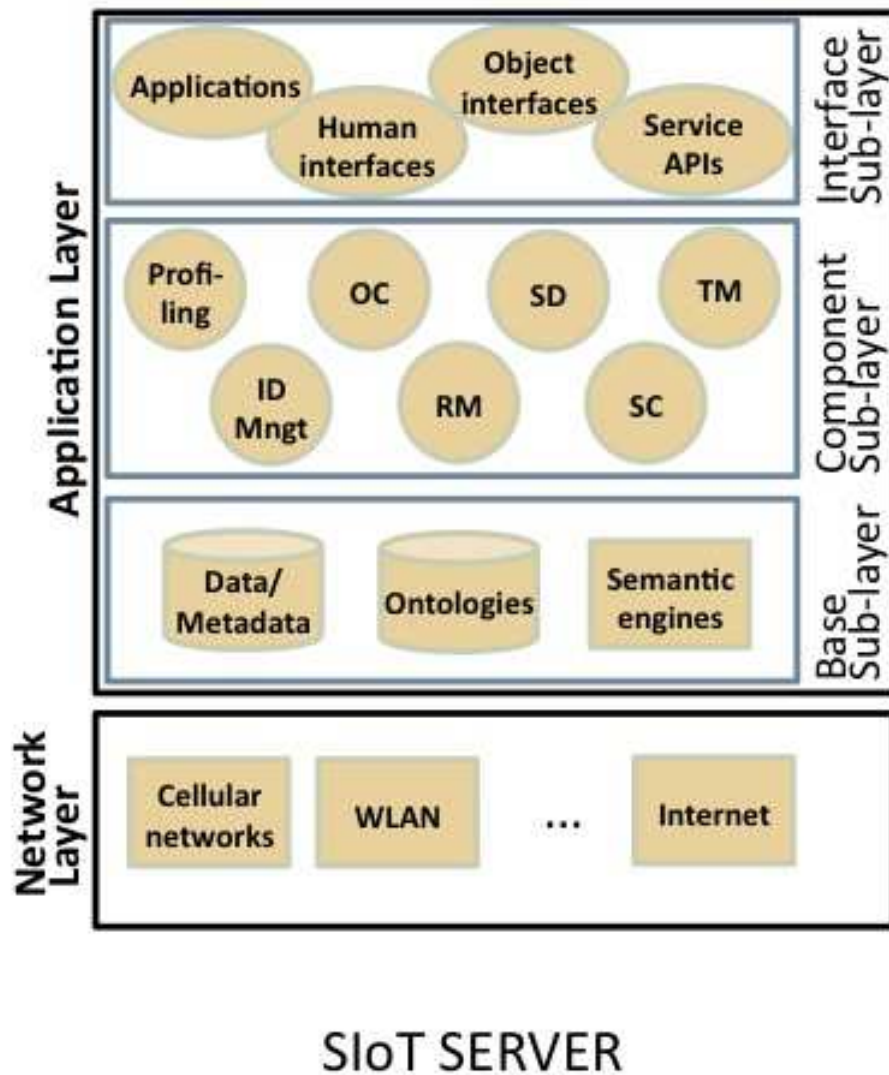 Application Layer
Interface
Sub-layer
Applications
Human
interfaces
Object
interfaces
Service
APIs
Component
Sub-layer
Profi-
ling
OC
SD
TM
ID
Mngt
RM
SC
Base
Sub-layer
Data/
Metadata
Ontologies
Semantic
engines
Network
Layer
Cellular
networks
WLAN
...
Internet
SIoT SERVER